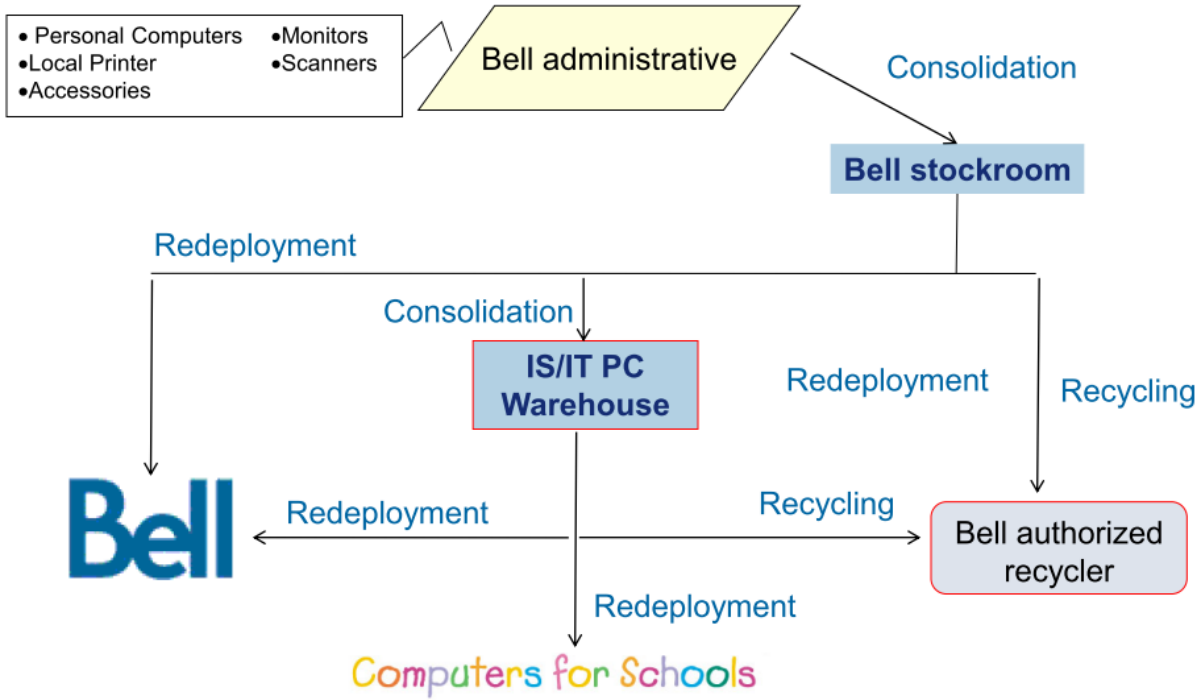 • Personal Computers •Monitors
•Local Printer •Scanners
•Accessories
Bell administrative
Consolidation
Bell stockroom
Redeployment
Consolidation
IS/IT PC
Warehouse
Redeployment
Recycling
Bell
Redeployment
Recycling
Bell authorized
recycler
Redeployment
Computers for Schools